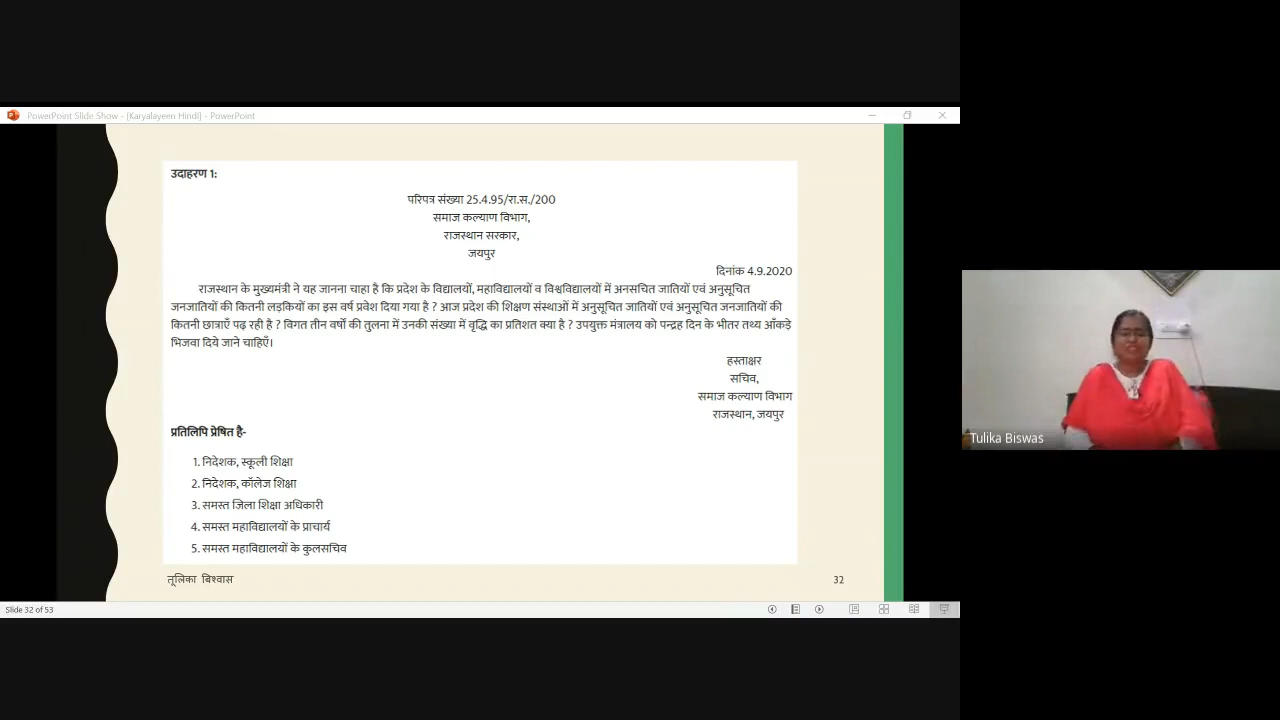 PowerPoint Slide Show - [Karyalayeen Hindi] - PowerPoint
उदाहरण 1:
परिपत्र संख्या 25.4.95/रा.स./200
समाज कल्याण विभाग,
राजस्थान सरकार,
जयपुर
दिनांक 4.9.2020
राजस्थान के मुख्यमंत्री ने यह जानना चाहा है कि प्रदेश के विद्यालयों, महाविद्यालयों व विश्वविद्यालयों में अनसचित जातियों एवं अनुसूचित
जनजातियों की कितनी लड़कियों का इस वर्ष प्रवेश दिया गया है ? आज प्रदेश की शिक्षण संस्थाओं में अनुसूचित जातियों एवं अनुसूचित जनजातियों की
कितनी छात्राएँ पढ़ रही है ? विगत तीन वर्षों की तुलना में उनकी संख्या में वृद्धि का प्रतिशत क्या है ? उपयुक्त मंत्रालय को पन्द्रह दिन के भीतर तथ्य आँकड़े
भिजवा दिये जाने चाहिएँ।
हस्ताक्षर
सचिव,
समाज कल्याण विभाग
राजस्थान, जयपुर
प्रतिलिपि प्रेषित है-
1. निदेशक, स्कूली शिक्षा
2. निदेशक, कॉलेज शिक्षा
3. समस्त जिला शिक्षा अधिकारी
4. समस्त महाविद्यालयों के प्राचार्य
5. समस्त महाविद्यालयों के कुलसचिव
तूलिका बिश्वास 32
Slide 32 of 53
Tulika Biswas